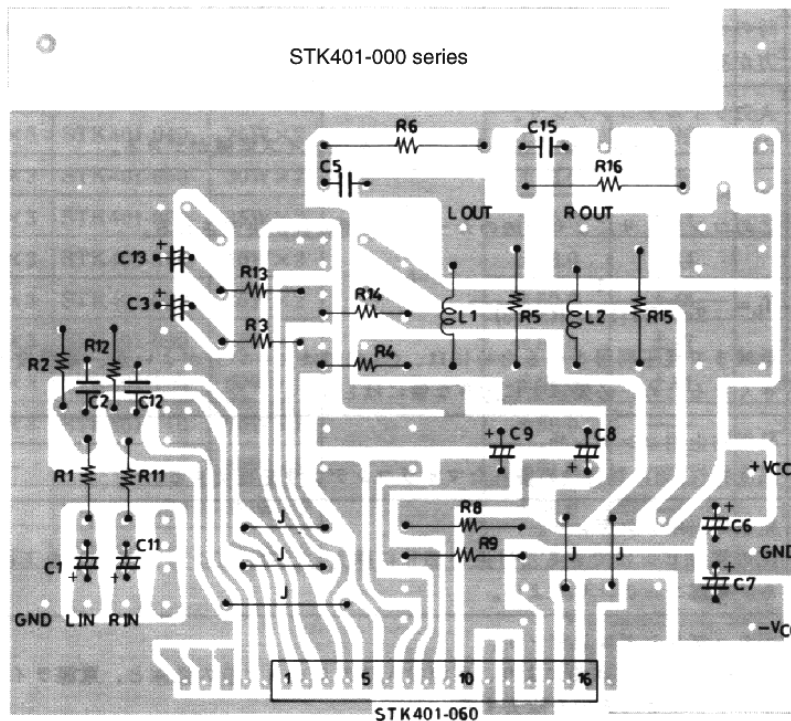 STK401-000 series
R6
C15
C5
R16
L OUT
R OUT
+
C13
R13
+
C3
R14
L1
R5
L2
R15
R3
R12
R2
R4
C2
C12
+
C9
C8
+
+VCC
R1
R11
J
R8
+
C6
C11
R9
GND
C1
+
+
J
J
J
+
C7
J
GND
L IN
R IN
-VCC
1
5
10
16
STK401-060